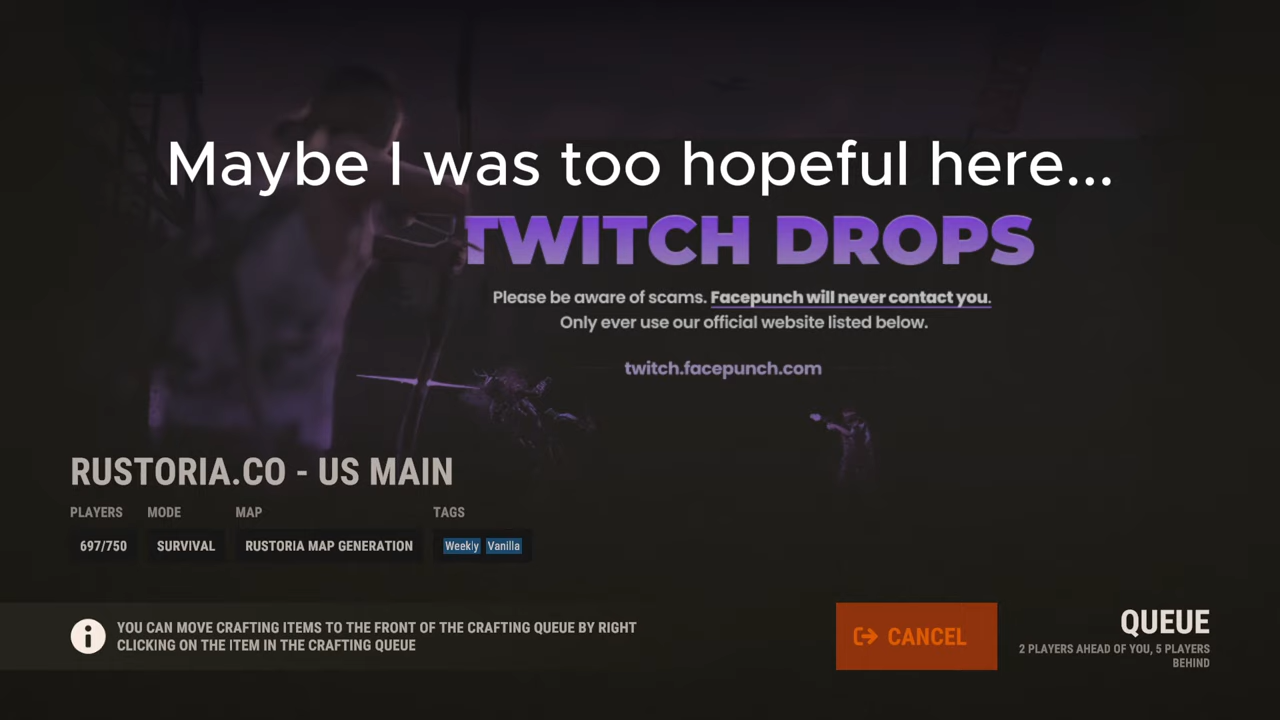 Maybe I was too hopeful here...
TWITCH DROPS
Please be aware of scams. Facepunch will never contact you.
Only ever use our official website listed below.
twitch.facepunch.com
RUSTORIA.CO - US MAIN
PLAYERS MODE MAP TAGS
697/750 SURVIVAL RUSTORIA MAP GENERATION Weekly Vanilla
YOU CAN MOVE CRAFTING ITEMS TO THE FRONT OF THE CRAFTING QUEUE BY RIGHT
CLICKING ON THE ITEM IN THE CRAFTING QUEUE
CANCEL
QUEUE
2 PLAYERS AHEAD OF YOU, 5 PLAYERS
BEHIND